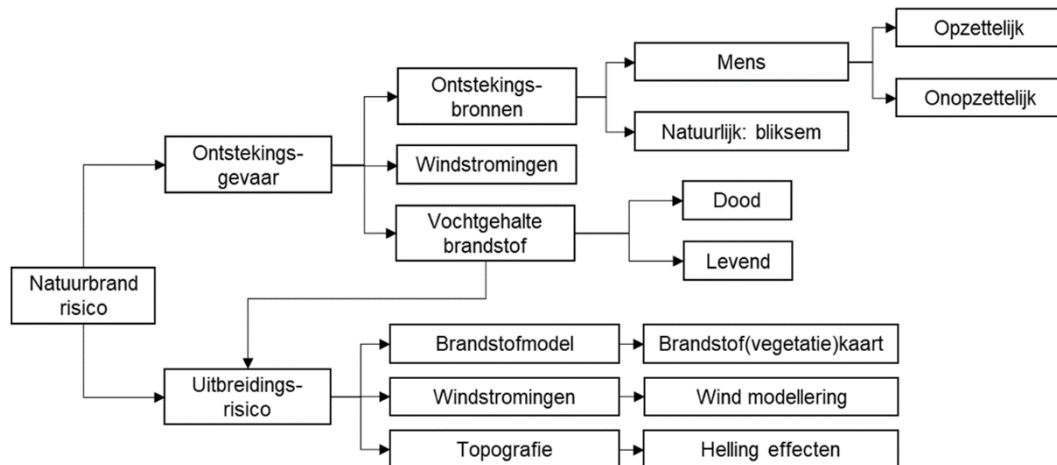 Opzettelijk
Mens
Ontstekings-
bronnen
Onopzettelijk
Natuurlijk: bliksem
Ontstekings-
gevaar
Windstromingen
Dood
Vochtgehalte
brandstof
Levend
Natuurbrand
risico
Brandstofmodel
Brandstof(vegetatie)kaart
Uitbreidings-
risico
Windstromingen
Wind modellering
Topografie
Helling effecten